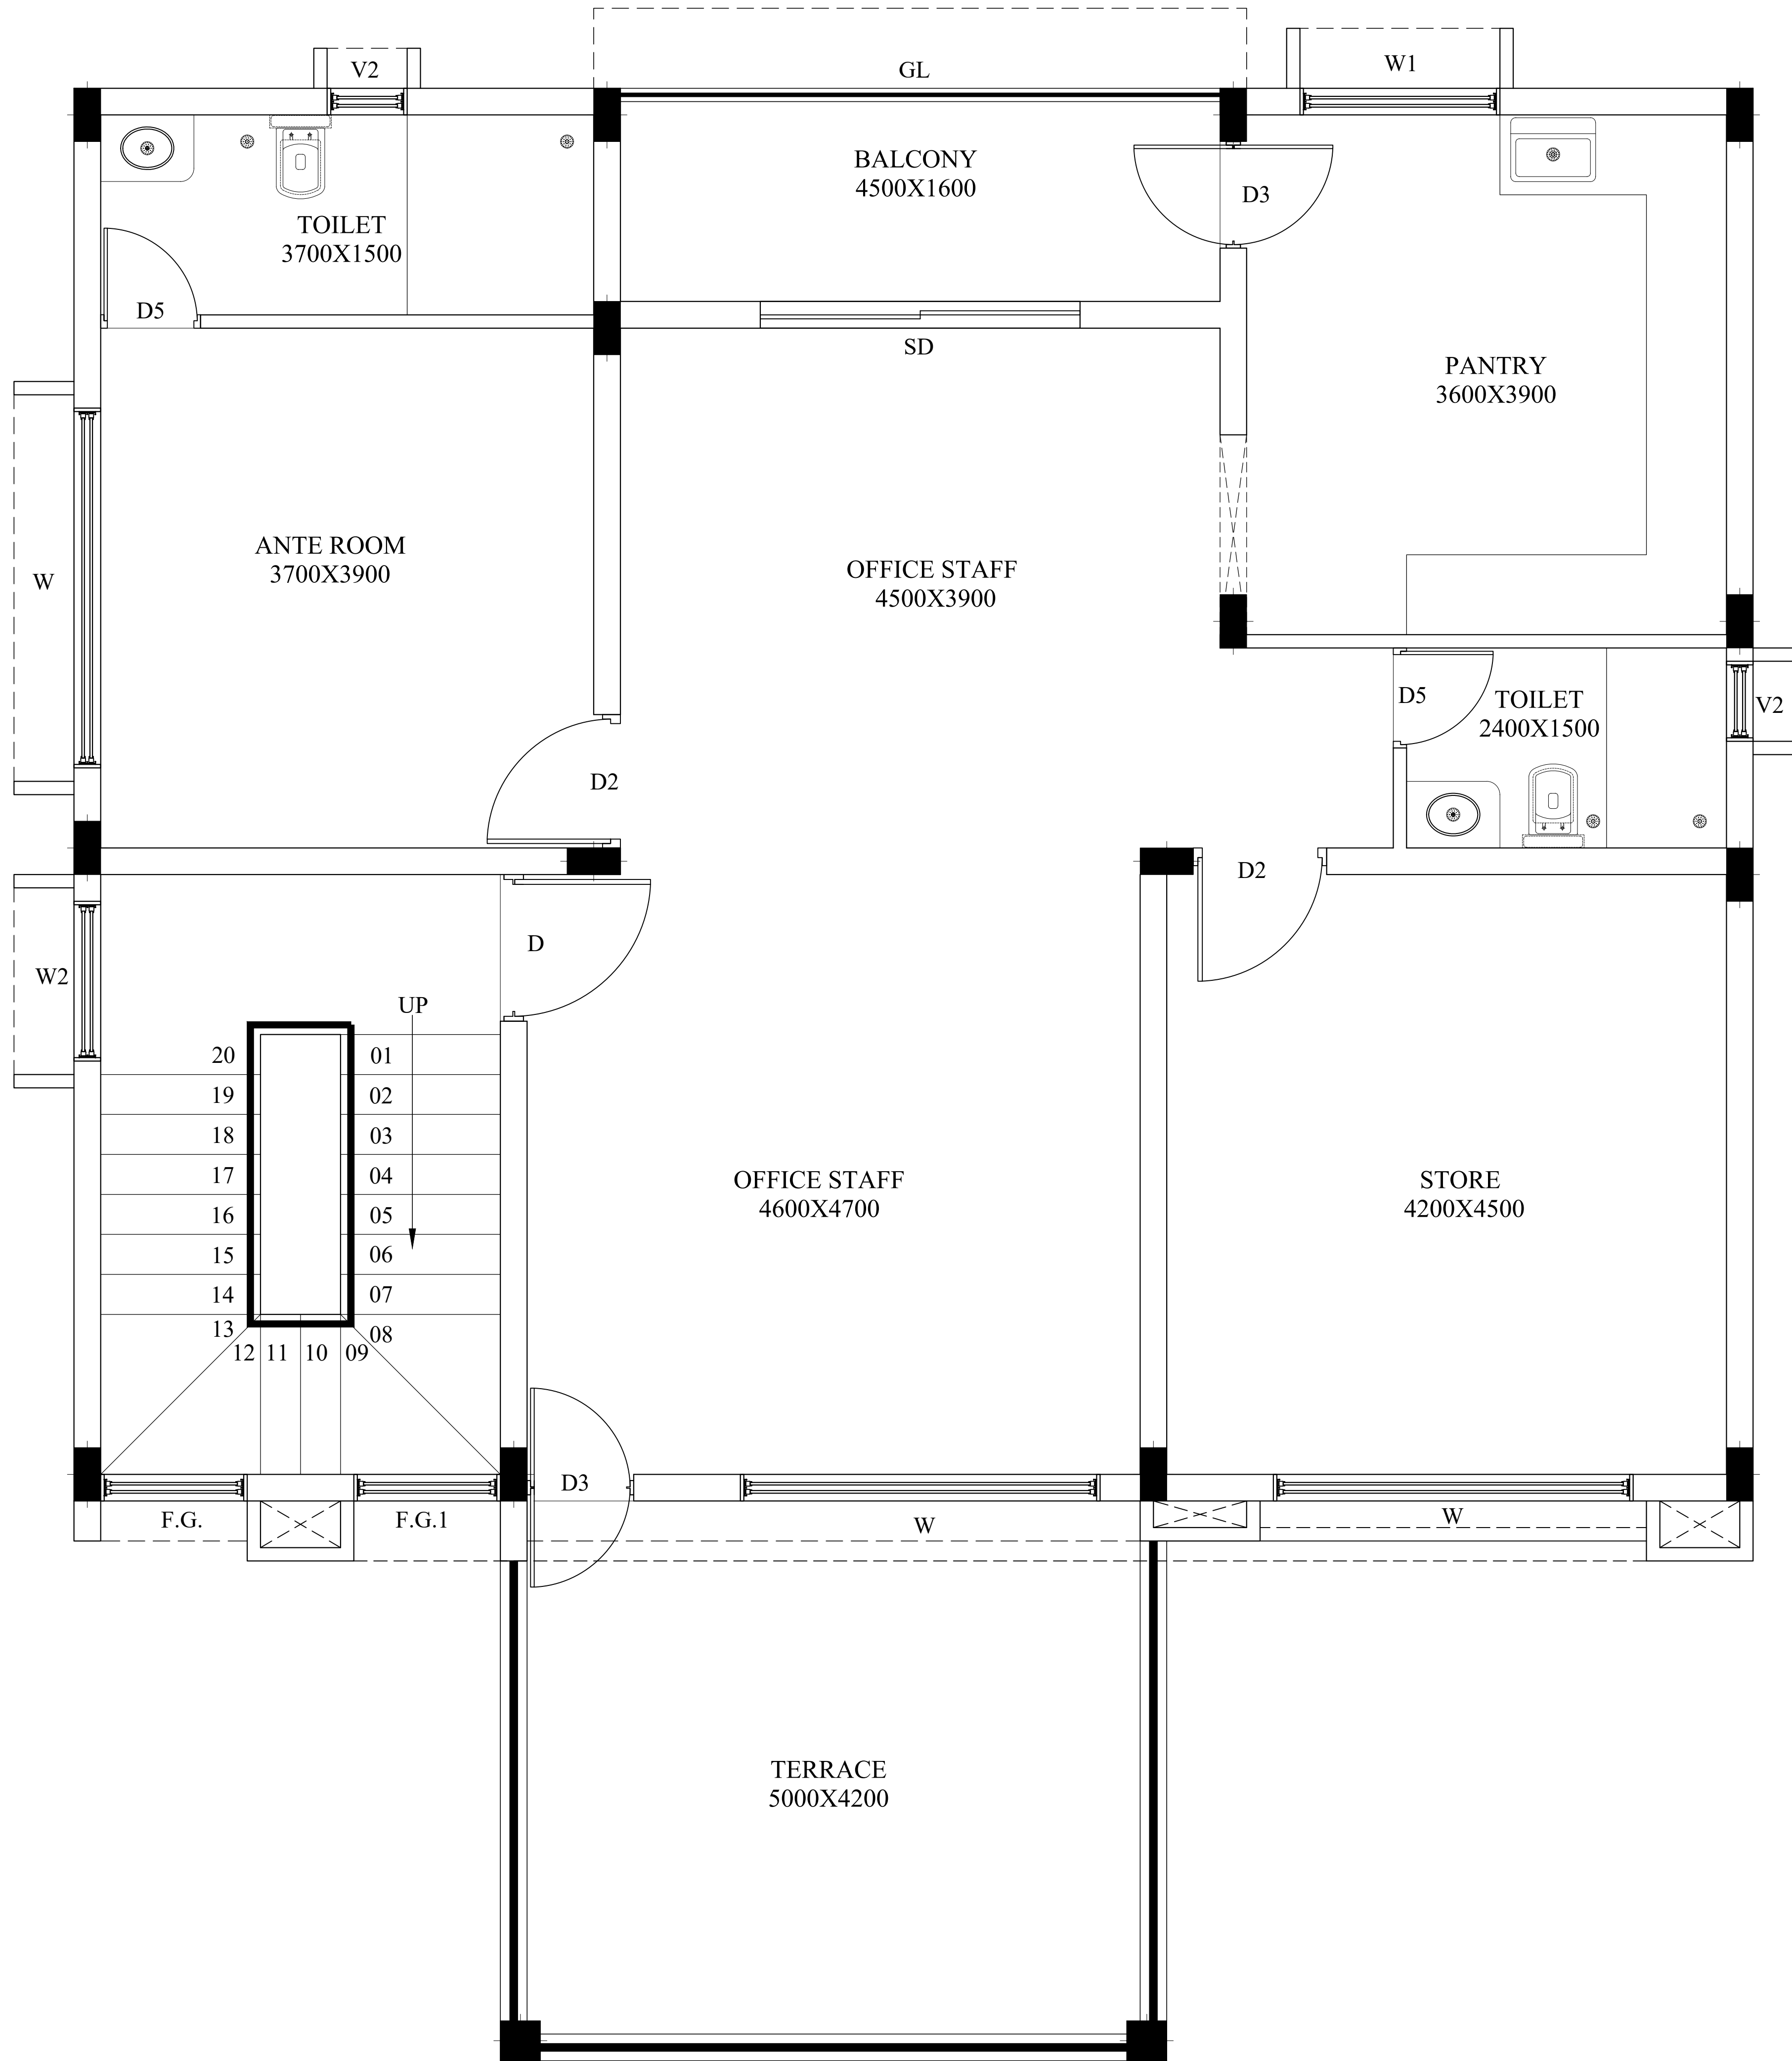 V2
GL
W1
BALCONY
4500X1600
D3
TOILET
3700X1500
D5
SD
PANTRY
3600X3900
ANTE ROOM
3700X3900
W
OFFICE STAFF
4500X3900
D5
TOILET
2400X1500
V2
D2
D2
D
W2
UP
20
01
19
02
18
03
17
04
16
05
15
06
14
07
13
08
12
11
10
09
OFFICE STAFF
4600X4700
STORE
4200X4500
D3
F.G.
F.G.1
W
W
TERRACE
5000X4200